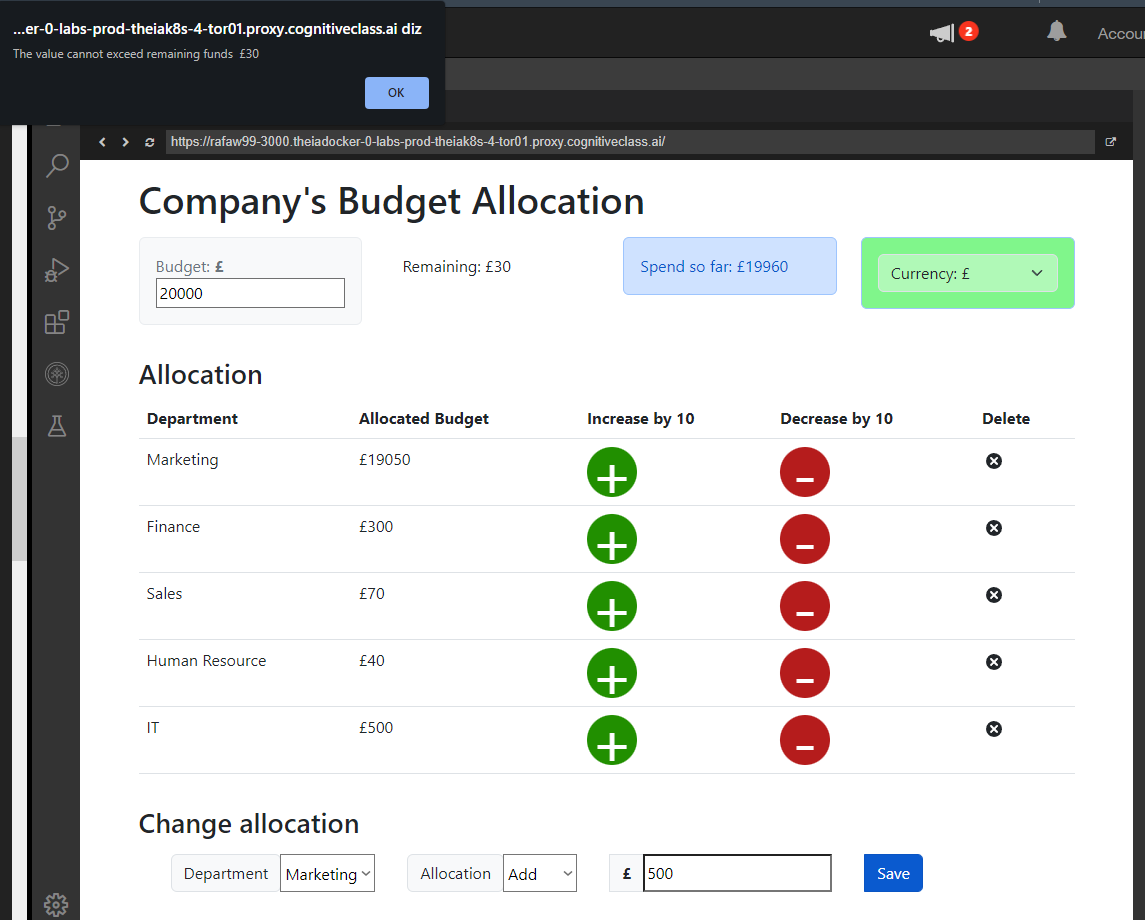 ...er-0-labs-prod-theiak8s-4-tor01.proxy.cognitiveclass.ai diz
The value cannot exceed remaining funds £30
OK
2
Accou
https://rafaw99-3000.theiadocker-0-labs-prod-theiak8s-4-tor01.proxy.cognitiveclass.ai/
Company's Budget Allocation
Budget: £
20000
Remaining: £30
Spend so far: £19960
Currency: £
Allocation
Department Allocated Budget Increase by 10 Decrease by 10 Delete
Marketing £19050
Finance £300
Sales £70
Human Resource £40
IT £500
Change allocation
Department Marketing Allocation Add £ 500 Save